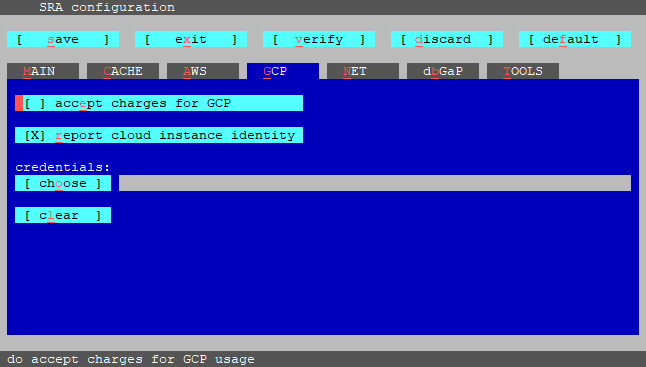 SRA configuration
[ save ] [ exit ] [ verify ] [ discard ] [ default ]
MAIN CACHE AWS GCP NET dbGaP TOOLS
[ ] accept charges for GCP
[X] report cloud instance identity
credentials:
[ choose ]
[ clear ]
do accept charges for GCP usage